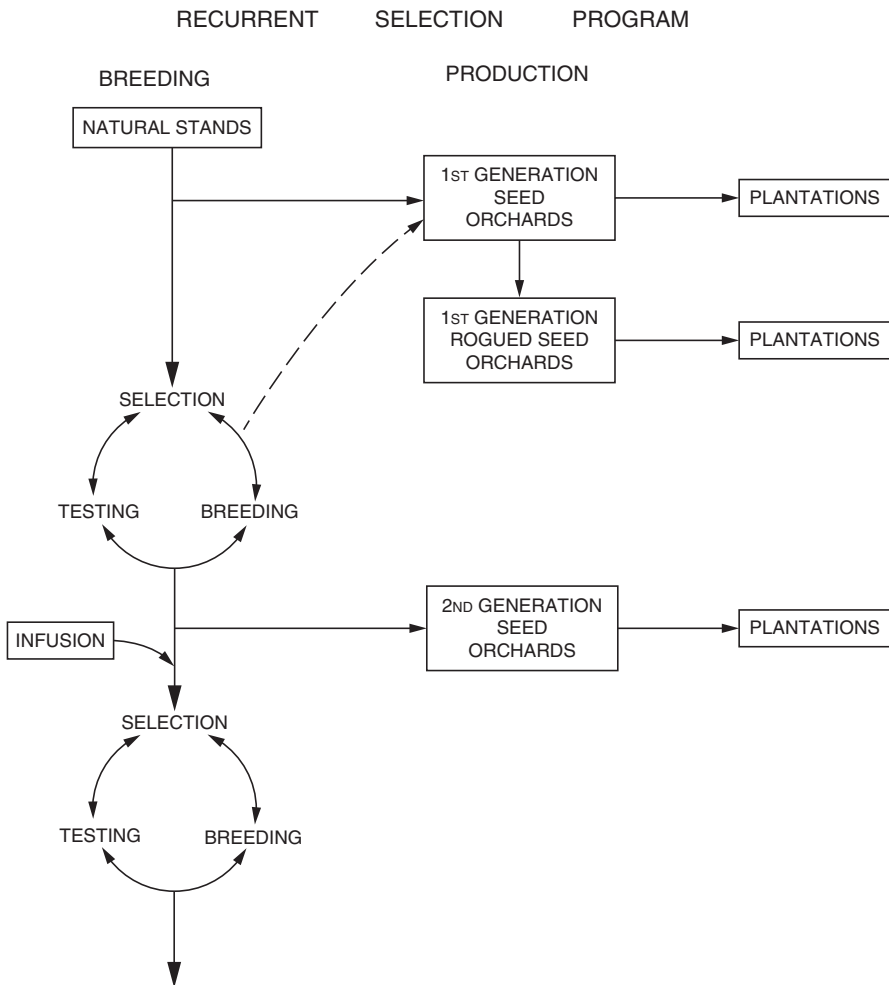 RECURRENT SELECTION PROGRAM
BREEDING
PRODUCTION
NATURAL STANDS
1ST GENERATION
SEED
ORCHARDS
PLANTATIONS
1ST GENERATION
ROGUED SEED
ORCHARDS
PLANTATIONS
SELECTION
TESTING
BREEDING
2ND GENERATION
SEED
ORCHARDS
PLANTATIONS
INFUSION
SELECTION
TESTING
BREEDING